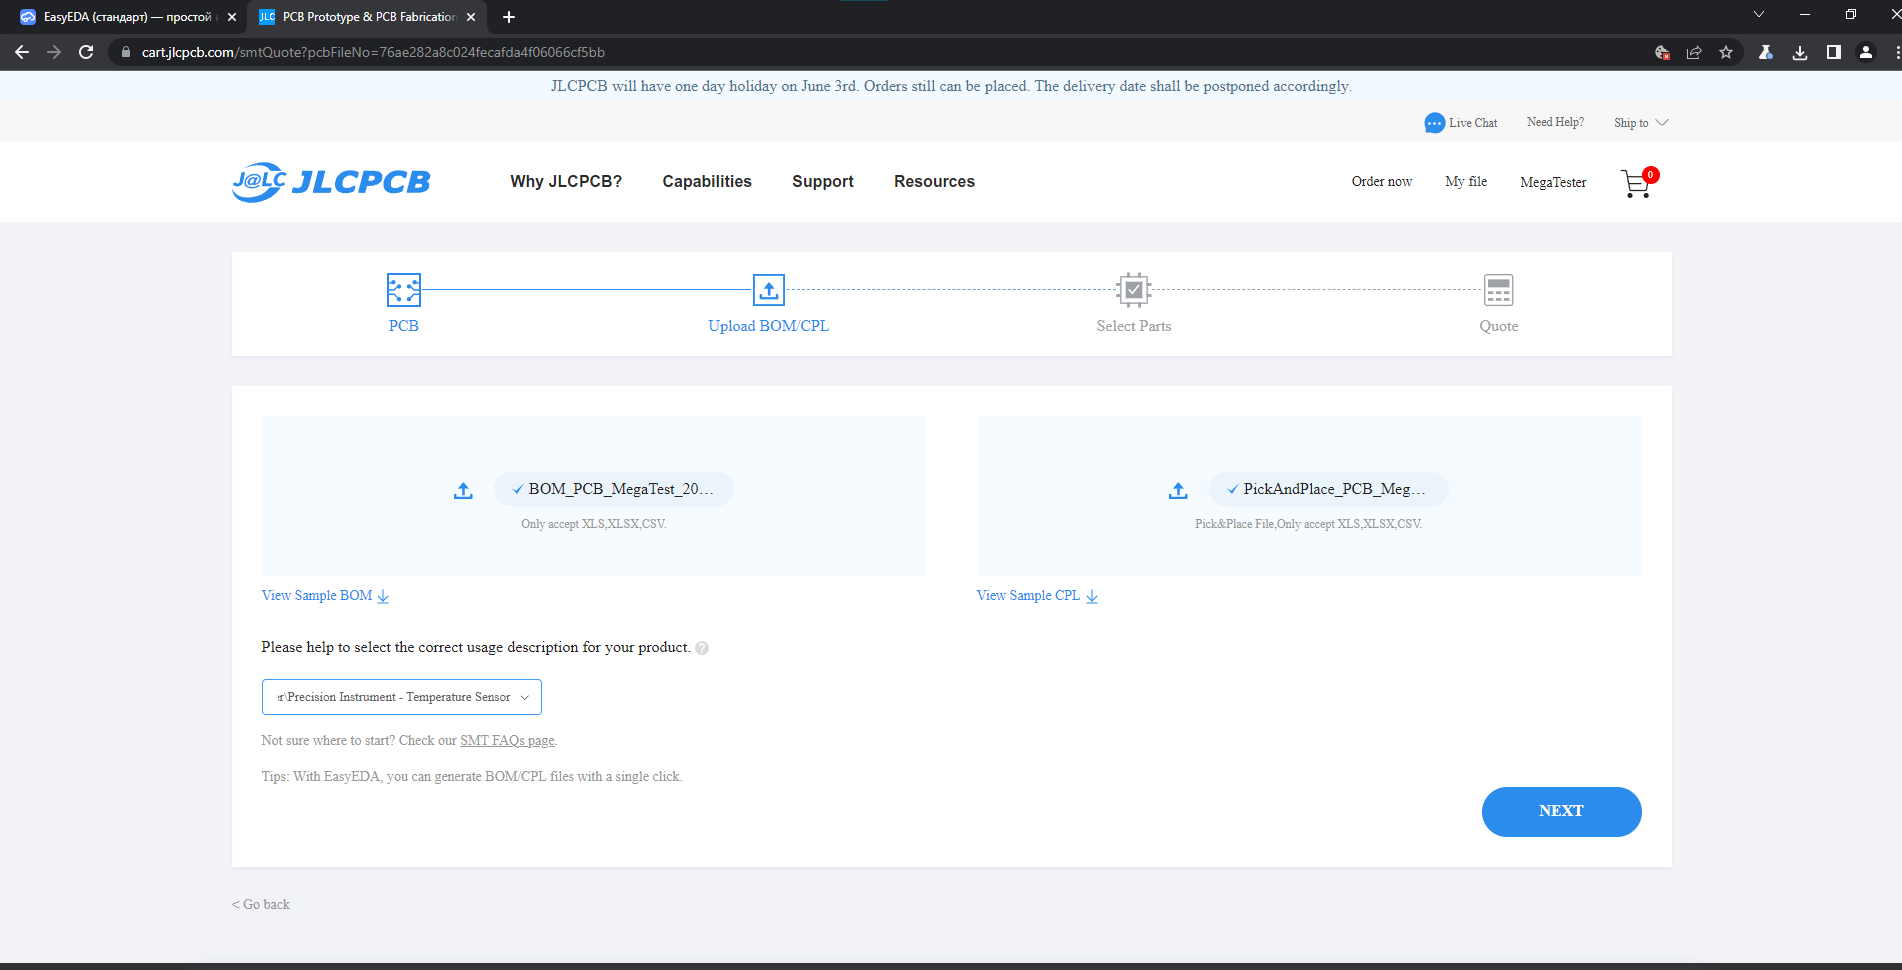 EasyEDA (стандарт) — простой и
JLC PCB Prototype & PCB Fabrication
cart.jlcpcb.com/smtQuote?pcbFileNo=76ae282a8c024fecafda4f06066cf5bb
JLCPCB will have one day holiday on June 3rd. Orders still can be placed. The delivery date shall be postponed accordingly.
Live Chat Need Help? Ship to
J@LC JLCPCB Why JLCPCB? Capabilities Support Resources Order now My file MegaTester 0
PCB Upload BOM/CPL Select Parts Quote
BOM_PCB_MegaTest_20... PickAndPlace_PCB_Meg...
Only accept XLS,XLSX,CSV. Pick&Place File,Only accept XLS,XLSX,CSV.
View Sample BOM View Sample CPL
Please help to select the correct usage description for your product. ?
r\Precision Instrument - Temperature Sensor
Not sure where to start? Check our SMT FAQs page.
Tips: With EasyEDA, you can generate BOM/CPL files with a single click.
NEXT
< Go back